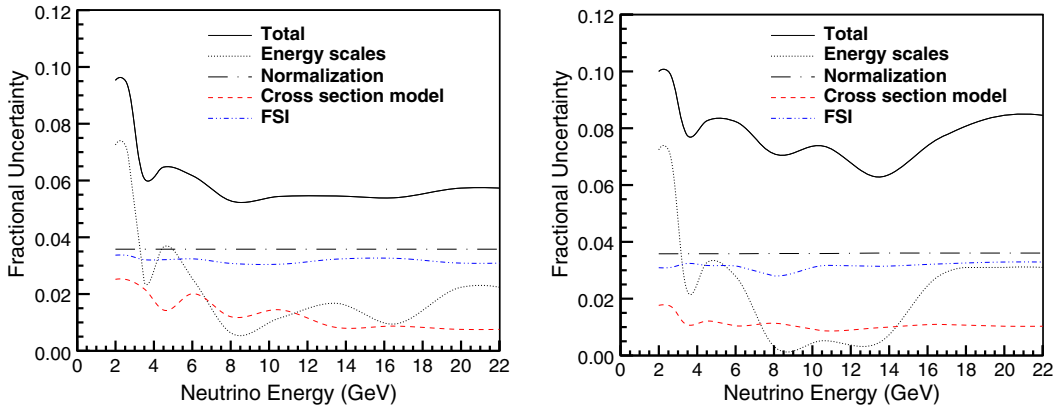 0.12
0.10
0.08
0.06
0.04
0.02
0.00
Fractional Uncertainty
Total
Energy scales
Normalization
Cross section model
FSI
0 2 4 6 8 10 12 14 16 18 20 22
Neutrino Energy (GeV)
0.12
0.10
0.08
0.06
0.04
0.02
0.00
Fractional Uncertainty
Total
Energy scales
Normalization
Cross section model
FSI
0 2 4 6 8 10 12 14 16 18 20 22
Neutrino Energy (GeV)